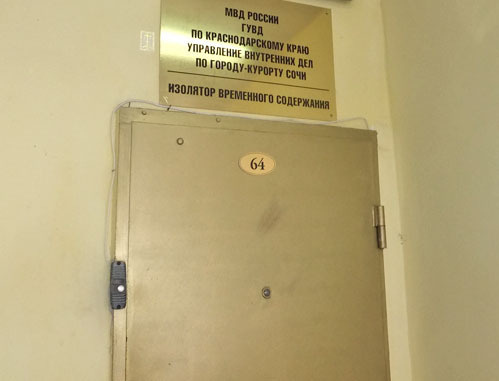 МВД РОССИИ
ГУВД
ПО КРАСНОДАРСКОМУ КРАЮ
УПРАВЛЕНИЕ ВНУТРЕННИХ ДЕЛ
ПО ГОРОДУ-КУРОРТУ СОЧИ
ИЗОЛЯТОР ВРЕМЕННОГО СОДЕРЖАНИЯ
64